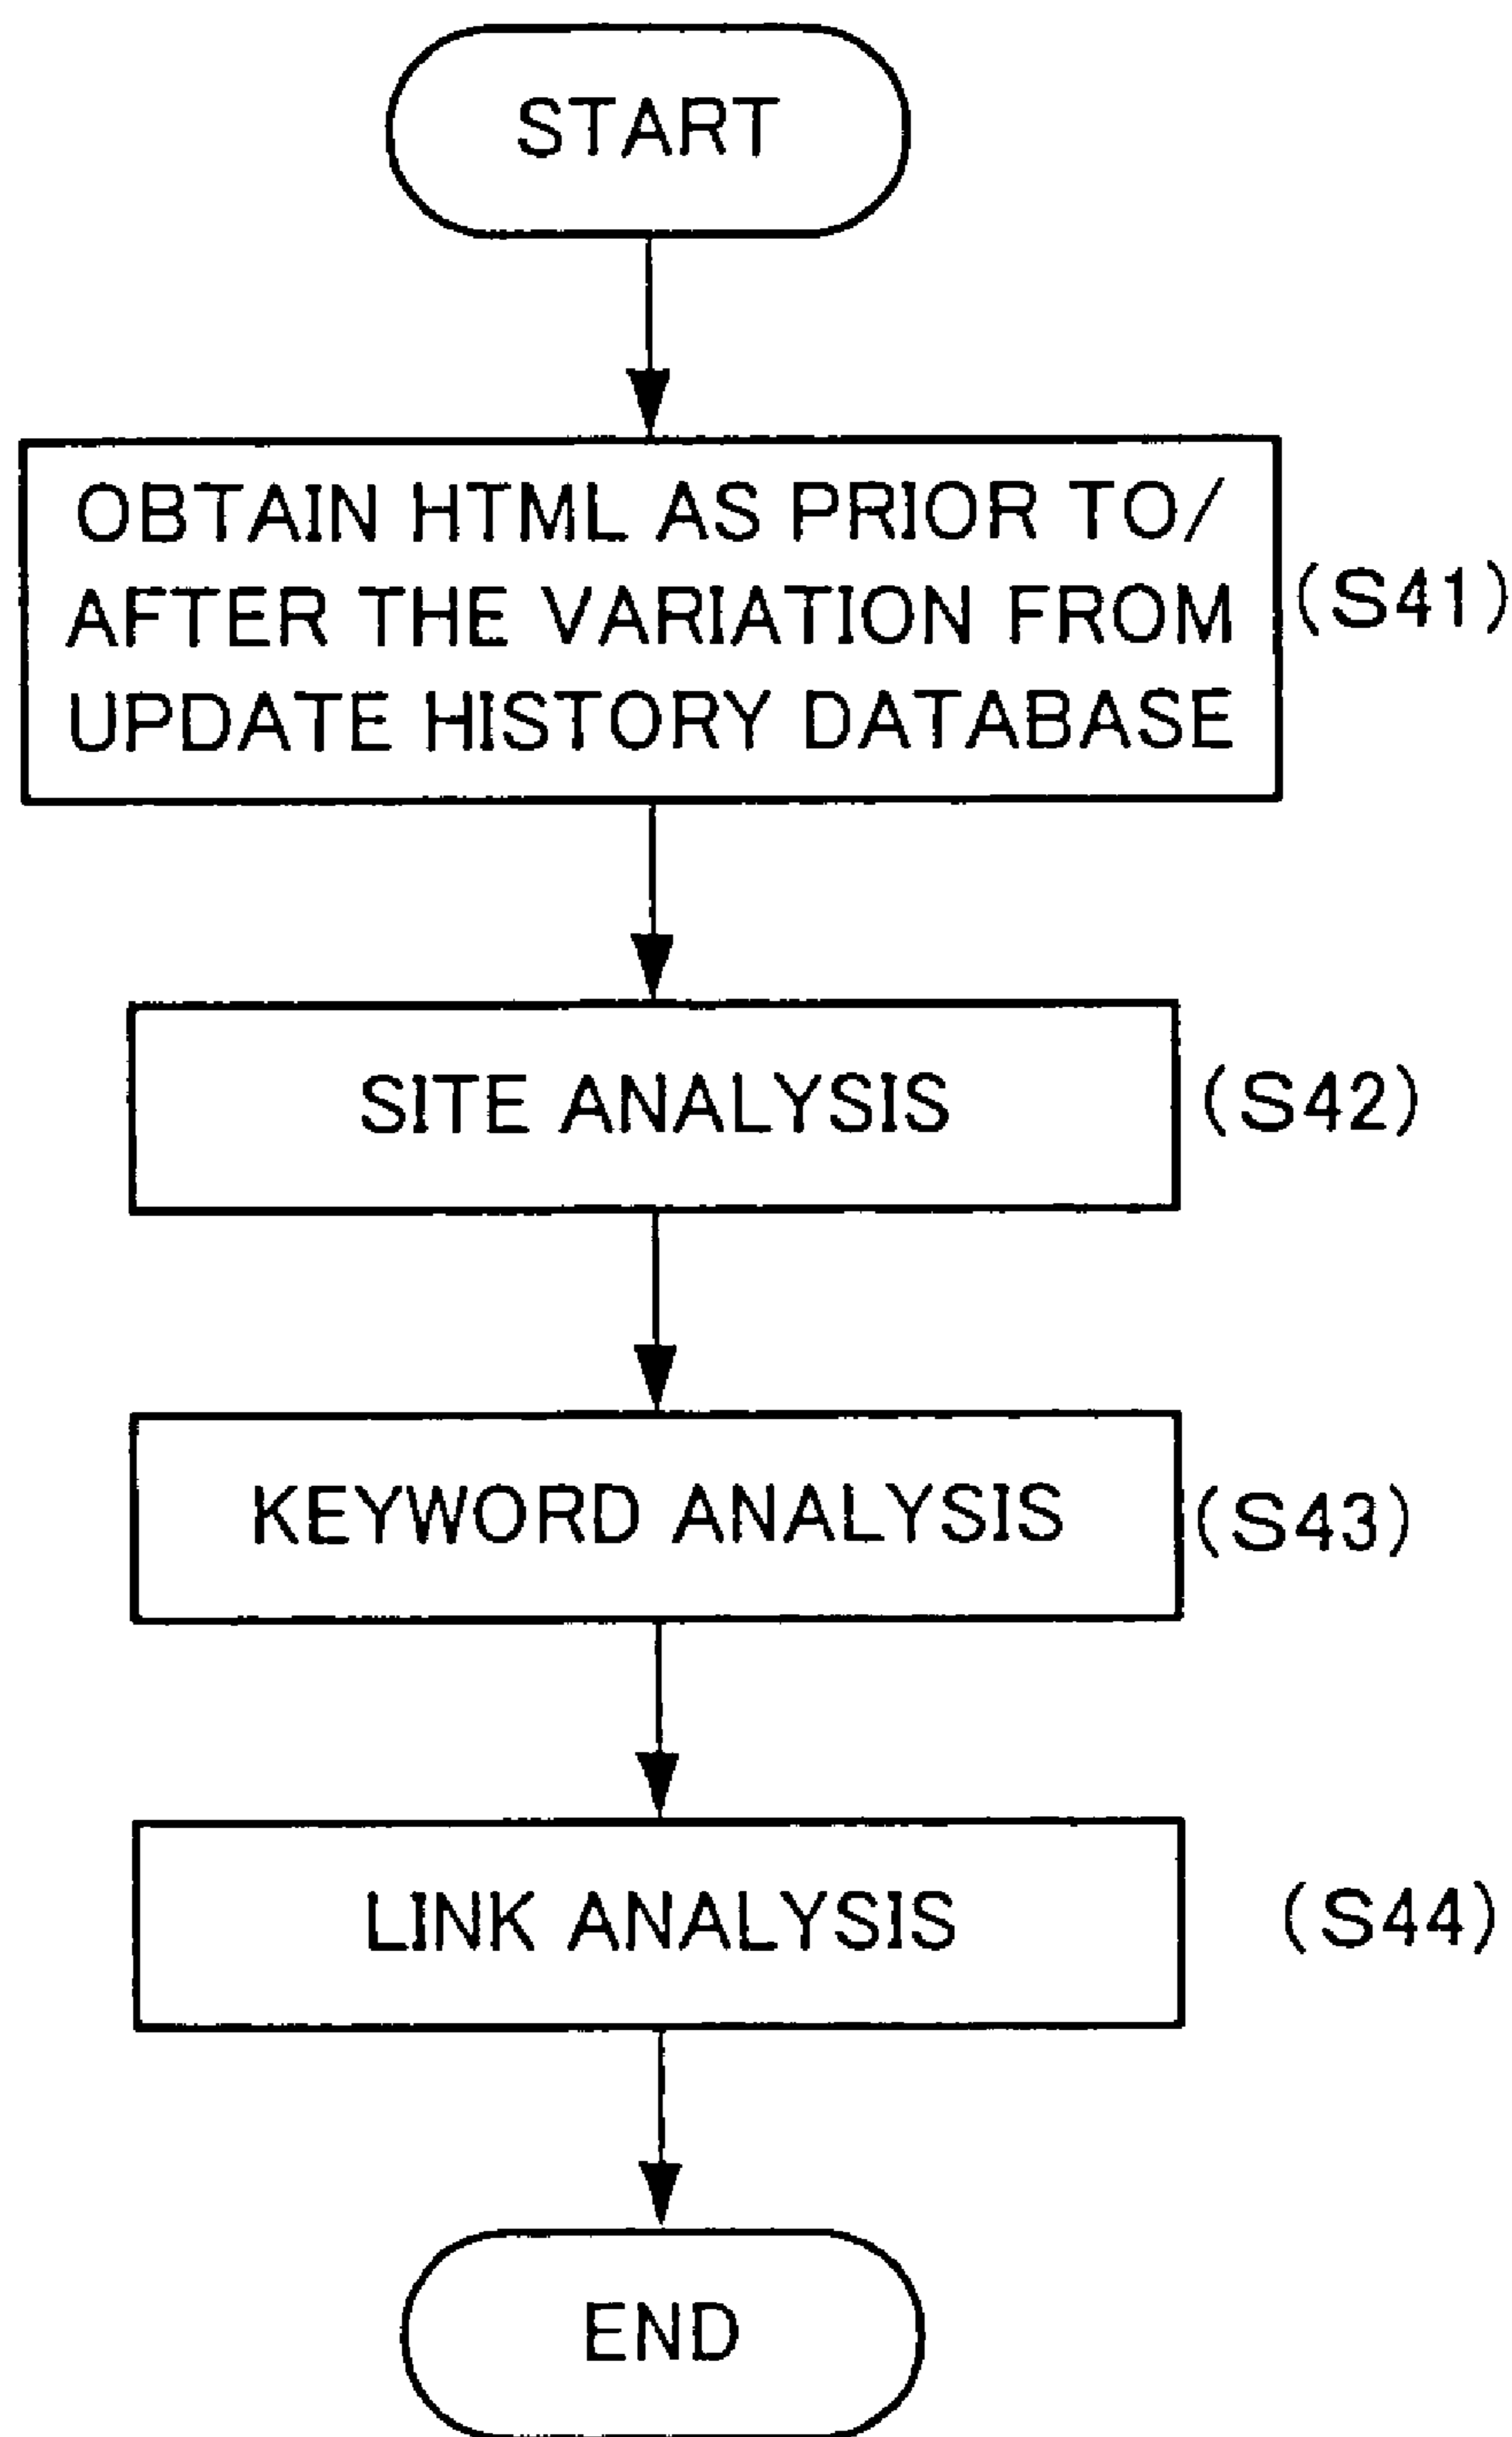 START
OBTAIN HTML AS PRIOR TO/
AFTER THE VARIATION FROM
UPDATE HISTORY DATABASE
(S41)
SITE ANALYSIS
(S42)
KEYWORD ANALYSIS
(S43)
LINK ANALYSIS
(S44)
END